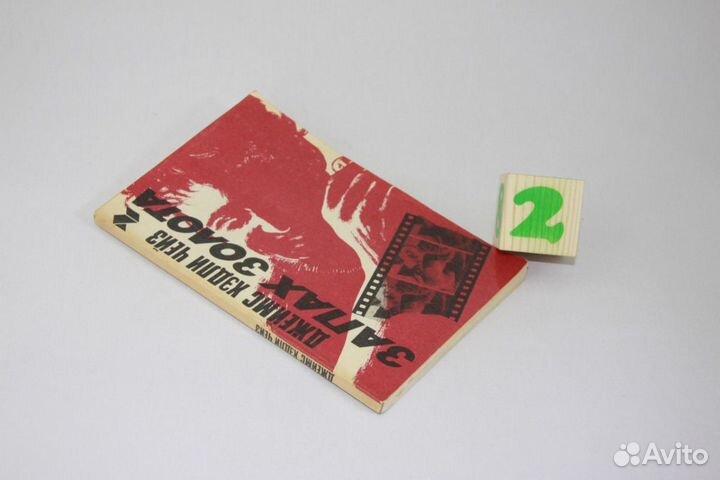 ДЖЕЙМС ХЭДЛИ ЧЕЙЗ
ЗАПАХ ЗОЛОТА
ДЖЕЙМС ХЭДЛИ ЧЕЙЗ
2
Avito